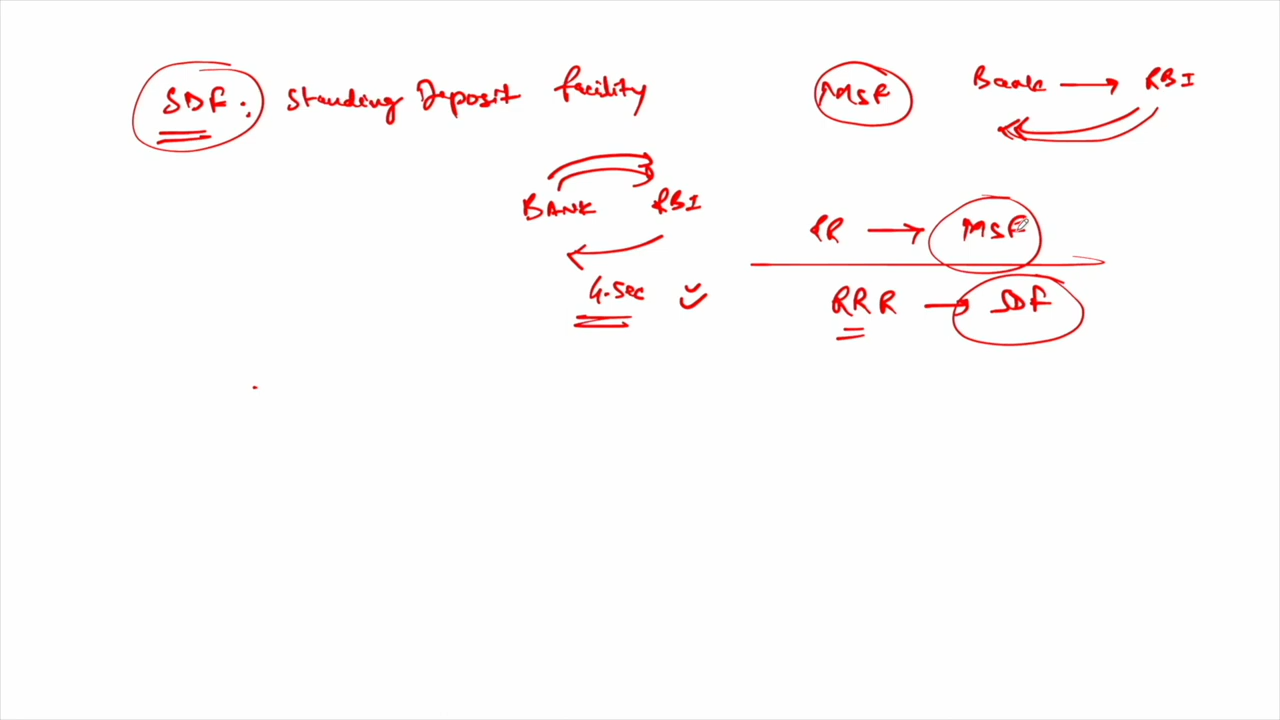 SDF : Standing Deposit facility
MSF
Bank → RBI
BANK RBI
G.Sec
RR → MSF
RRR → SDF